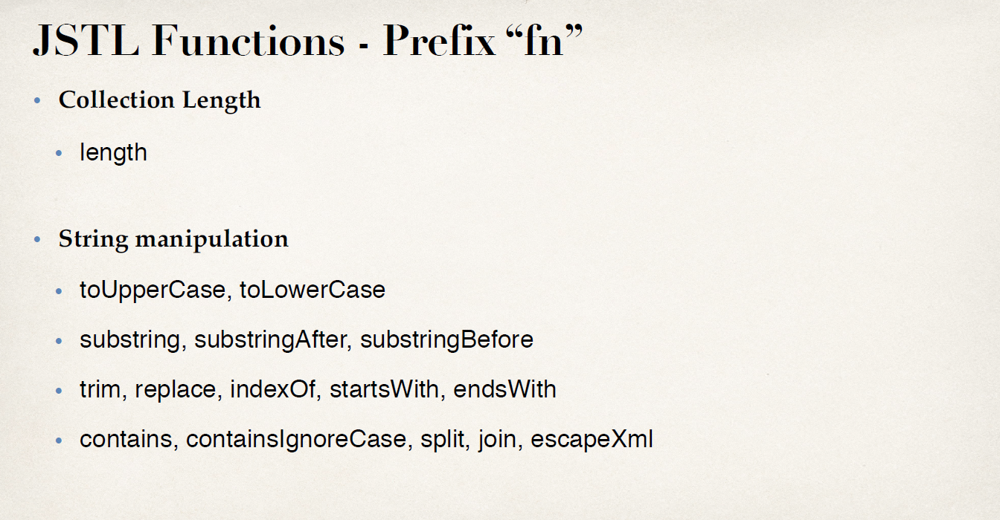 JSTL Functions - Prefix “fn”
• Collection Length
• length
• String manipulation
• toUpperCase, toLowerCase
• substring, substringAfter, substringBefore
• trim, replace, indexOf, startsWith, endsWith
• contains, containsIgnoreCase, split, join, escapeXml